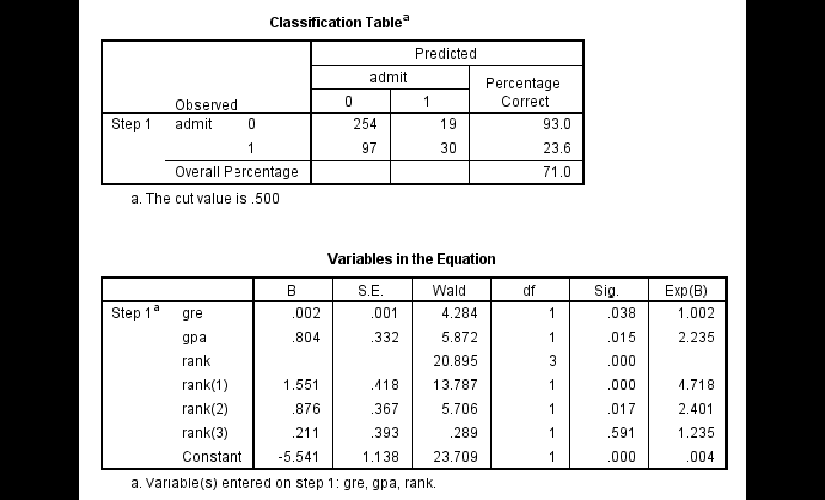 Classification Tableᵃ
Predicted
admit
Percentage Correct
Observed
0 1
Step 1 admit 0 254 19 93.0
1 97 30 23.6
Overall Percentage 71.0
a. The cut value is .500
Variables in the Equation
B S.E. Wald df Sig. Exp(B)
Step 1ᵃ gre .002 .001 4.284 1 .038 1.002
gpa .804 .332 5.872 1 .015 2.235
rank 20.895 3 .000
rank(1) 1.551 .418 13.787 1 .000 4.718
rank(2) .876 .367 5.706 1 .017 2.401
rank(3) .211 .393 .289 1 .591 1.235
Constant -5.541 1.138 23.709 1 .000 .004
a. Variable(s) entered on step 1: gre, gpa, rank.